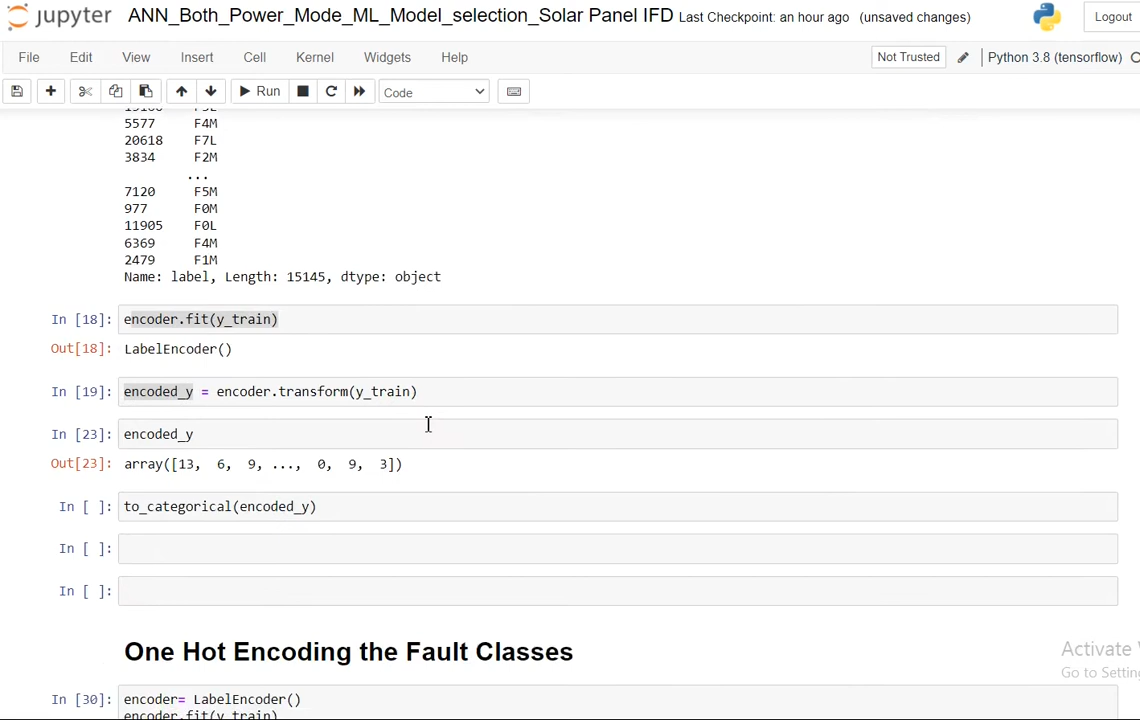 jupyter ANN_Both_Power_Mode_ML_Model_selection_Solar Panel IFD Last Checkpoint: an hour ago (unsaved changes) Logout
File Edit View Insert Cell Kernel Widgets Help Not Trusted Python 3.8 (tensorflow)
Run Code
5577 F4M
20618 F7L
3834 F2M
...
7120 F5M
977 F0M
11905 F0L
6369 F4M
2479 F1M
Name: label, Length: 15145, dtype: object
In [18]: encoder.fit(y_train)
Out[18]: LabelEncoder()
In [19]: encoded_y = encoder.transform(y_train)
In [23]: encoded_y
Out[23]: array([13, 6, 9, ..., 0, 9, 3])
In [ ]: to_categorical(encoded_y)
In [ ]:
In [ ]:
One Hot Encoding the Fault Classes
Activate
Go to Settin
In [30]: encoder= LabelEncoder()
encoder.fit(y_train)